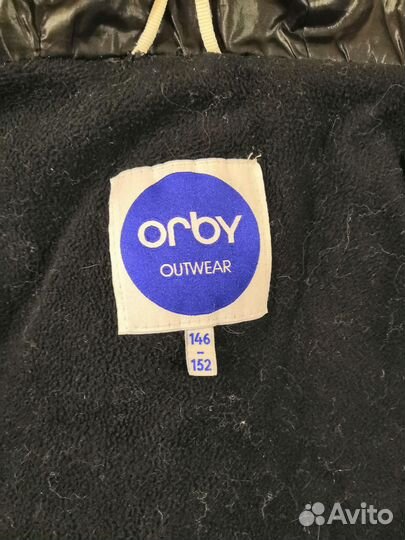 orby
OUTWEAR
146
–
152
Avito